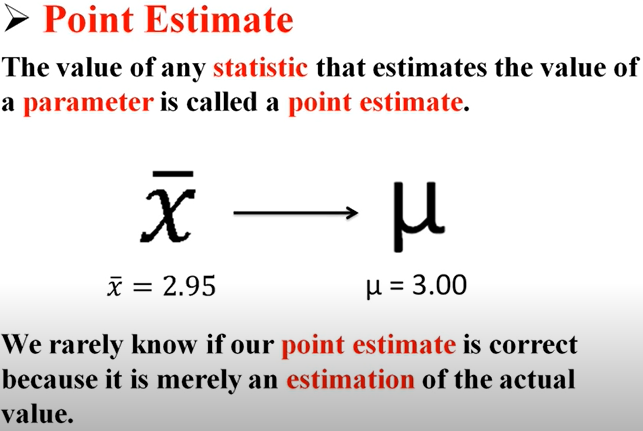 ➢ Point Estimate
The value of any statistic that estimates the value of
a parameter is called a point estimate.
x̄ ⟶ μ
x̄ = 2.95 μ = 3.00
We rarely know if our point estimate is correct
because it is merely an estimation of the actual
value.